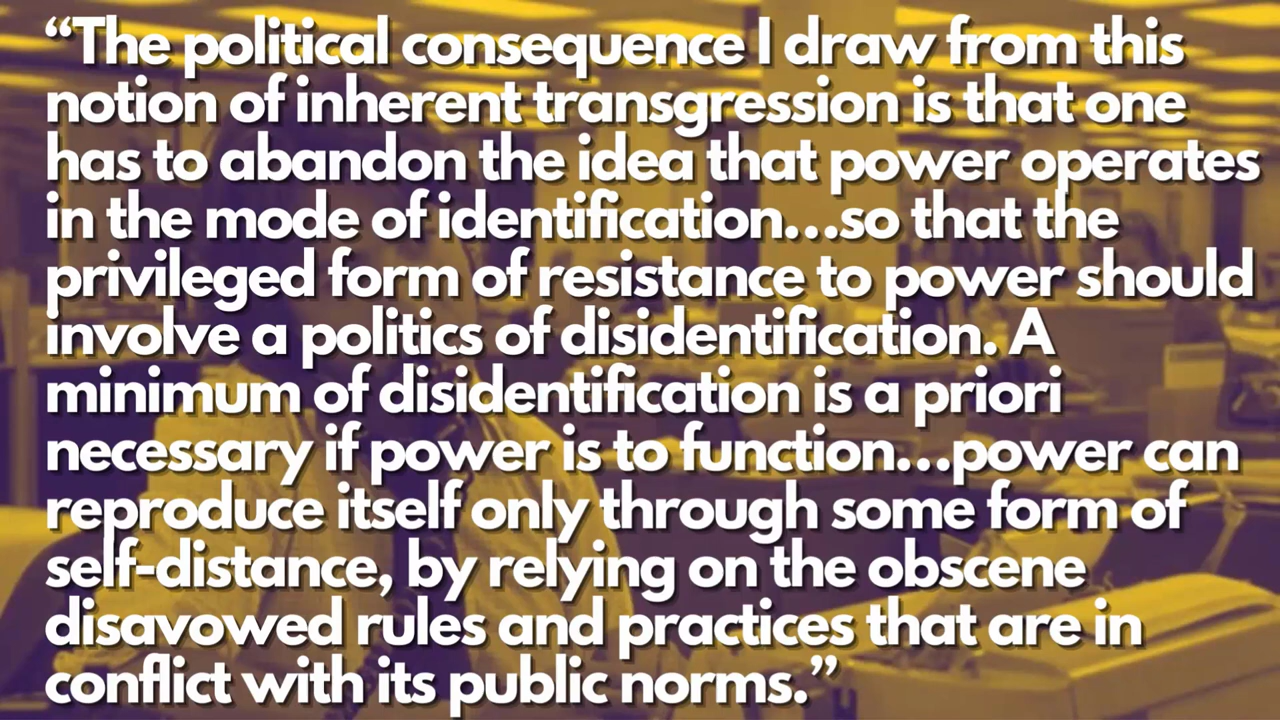 “The political consequence I draw from this
notion of inherent transgression is that one
has to abandon the idea that power operates
in the mode of identification...so that the
privileged form of resistance to power should
involve a politics of disidentification. A
minimum of disidentification is a priori
necessary if power is to function...power can
reproduce itself only through some form of
self-distance, by relying on the obscene
disavowed rules and practices that are in
conflict with its public norms.”